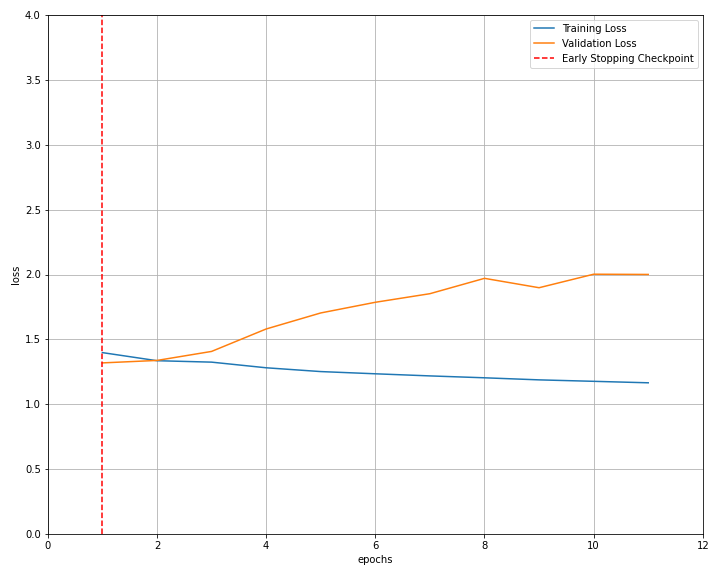 4.0
3.5
3.0
2.5
2.0
1.5
1.0
0.5
0.0
loss
Training Loss
Validation Loss
Early Stopping Checkpoint
0 2 4 6 8 10 12
epochs